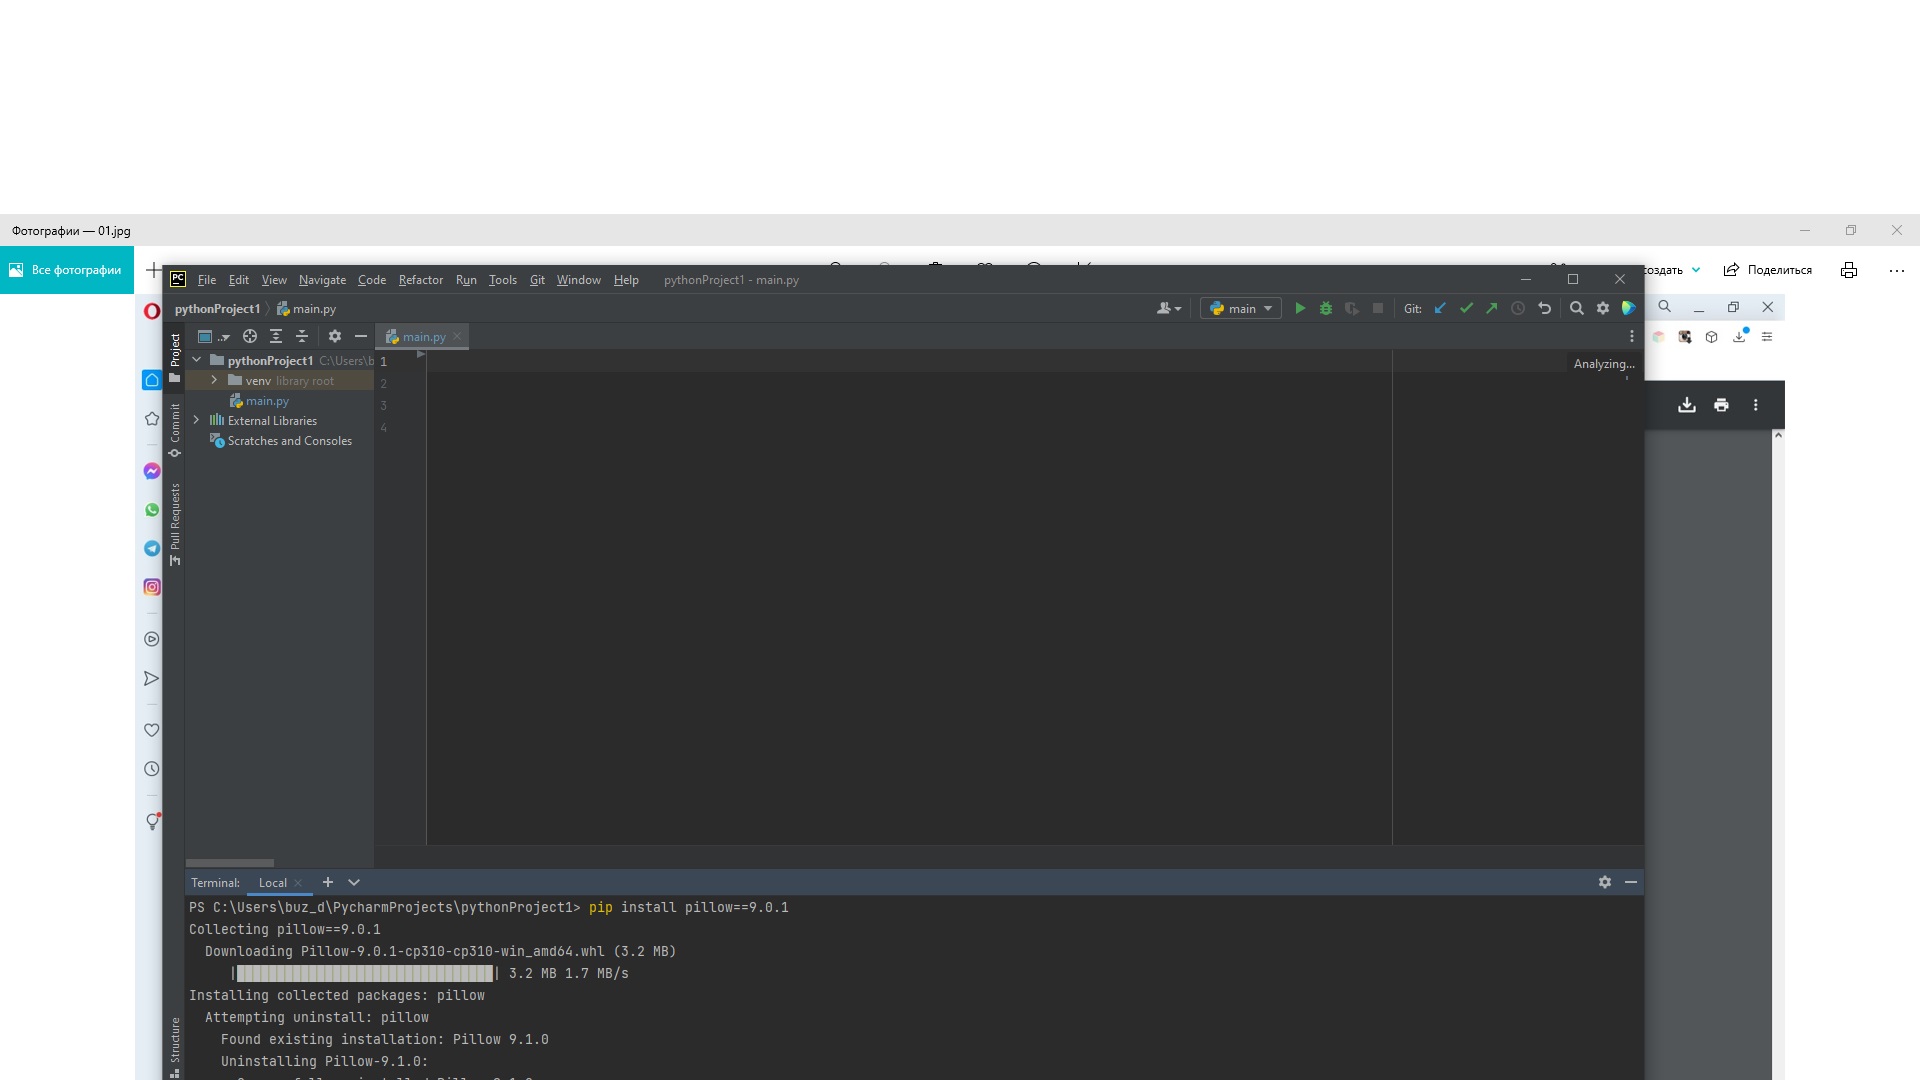 Фотографии — 01.jpg
Все фотографии
Поделиться
File Edit View Navigate Code Refactor Run Tools Git Window Help pythonProject1 - main.py
pythonProject1 main.py
main
Git:
Project
main.py
pythonProject1 C:\Users\b
1
Analyzing...
venv library root
2
main.py
3
External Libraries
4
Scratches and Consoles
Commit
Pull Requests
Structure
Terminal: Local
PS C:\Users\buz_d\PycharmProjects\pythonProject1> pip install pillow==9.0.1
Collecting pillow==9.0.1
Downloading Pillow-9.0.1-cp310-cp310-win_amd64.whl (3.2 MB)
3.2 MB 1.7 MB/s
Installing collected packages: pillow
Attempting uninstall: pillow
Found existing installation: Pillow 9.1.0
Uninstalling Pillow-9.1.0: